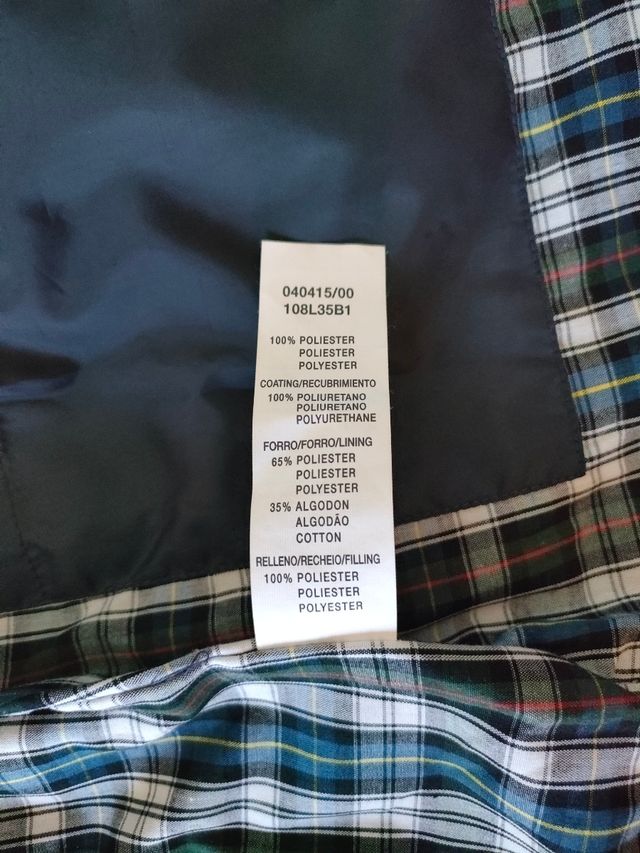 040415/00
108L35B1
100% POLIESTER
POLIESTER
POLYESTER
COATING/RECUBRIMIENTO
100% POLIURETANO
POLIURETANO
POLYURETHANE
FORRO/FORRO/LINING
65% POLIESTER
POLIESTER
POLYESTER
35% ALGODON
ALGODÃO
COTTON
RELLENO/RECHEIO/FILLING
100% POLIESTER
POLIESTER
POLYESTER